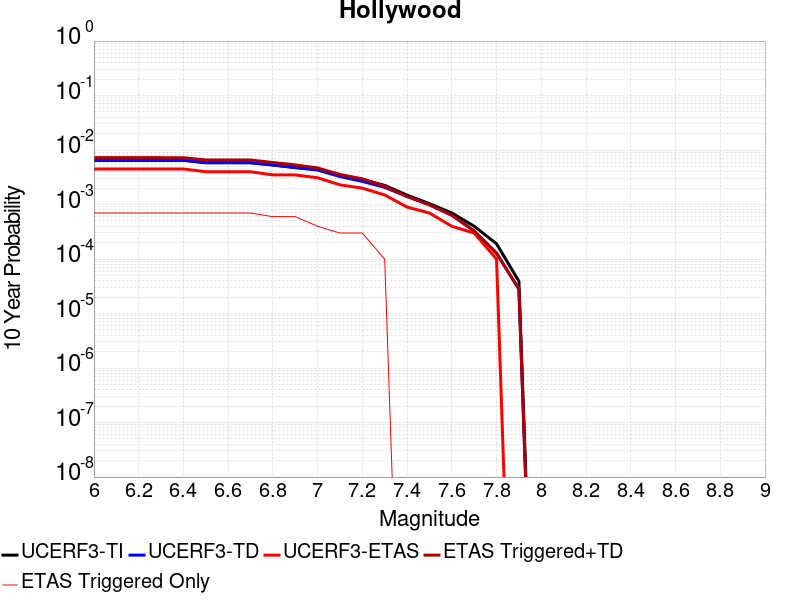 Hollywood
10 0
10 -1
10 -2
10 -3
10 -4
10 -5
10 -6
10 -7
10 -8
10 Year Probability
6 6.2 6.4 6.6 6.8 7 7.2 7.4 7.6 7.8 8 8.2 8.4 8.6 8.8 9
Magnitude
UCERF3-TI UCERF3-TD UCERF3-ETAS ETAS Triggered+TD
ETAS Triggered Only